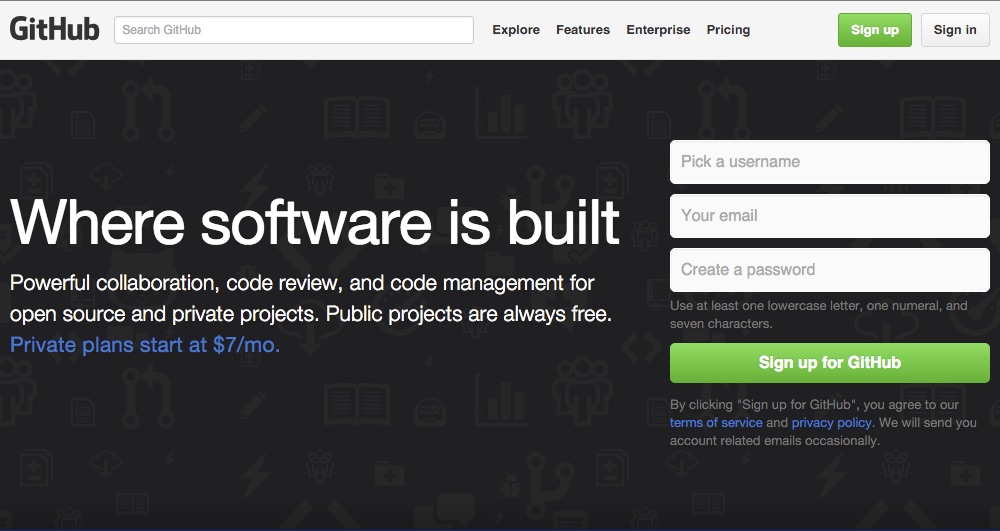 GitHub Search GitHub Explore Features Enterprise Pricing Sign up Sign in
Where software is built
Powerful collaboration, code review, and code management for
open source and private projects. Public projects are always free.
Private plans start at $7/mo.
Pick a username
Your email
Create a password
Use at least one lowercase letter, one numeral, and
seven characters.
Sign up for GitHub
By clicking "Sign up for GitHub", you agree to our
terms of service and privacy policy. We will send you
account related emails occasionally.